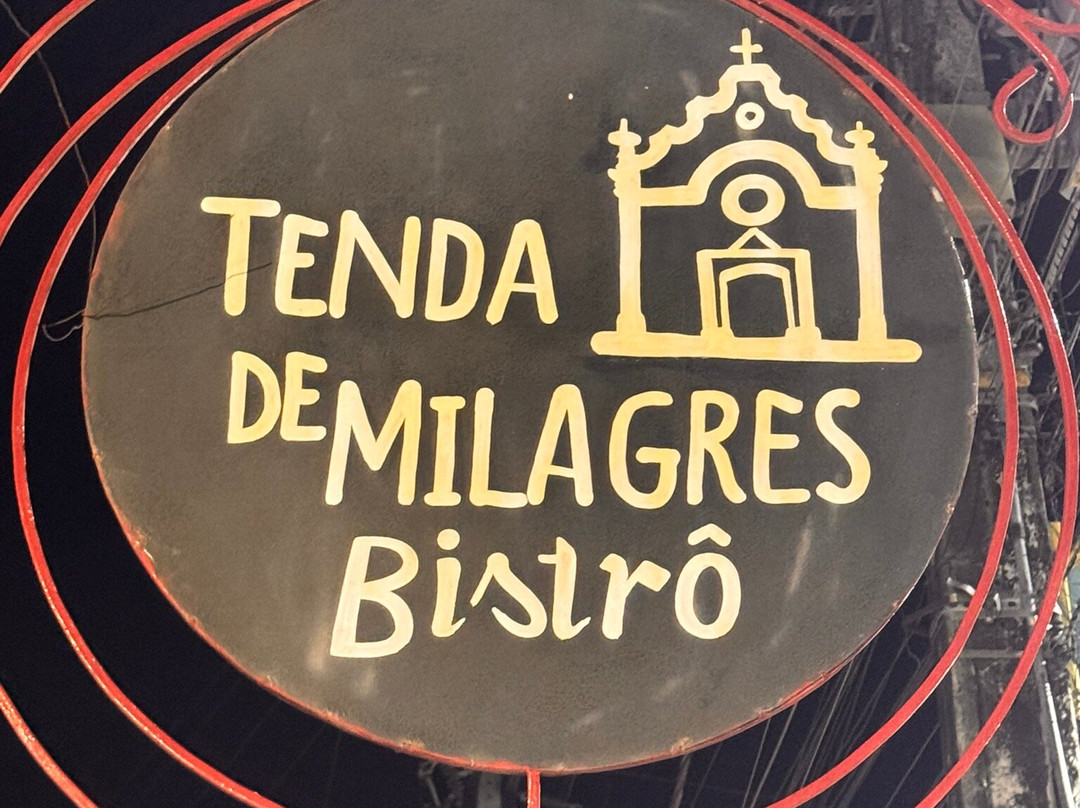 TENDA
DE MILAGRES
Bistrô